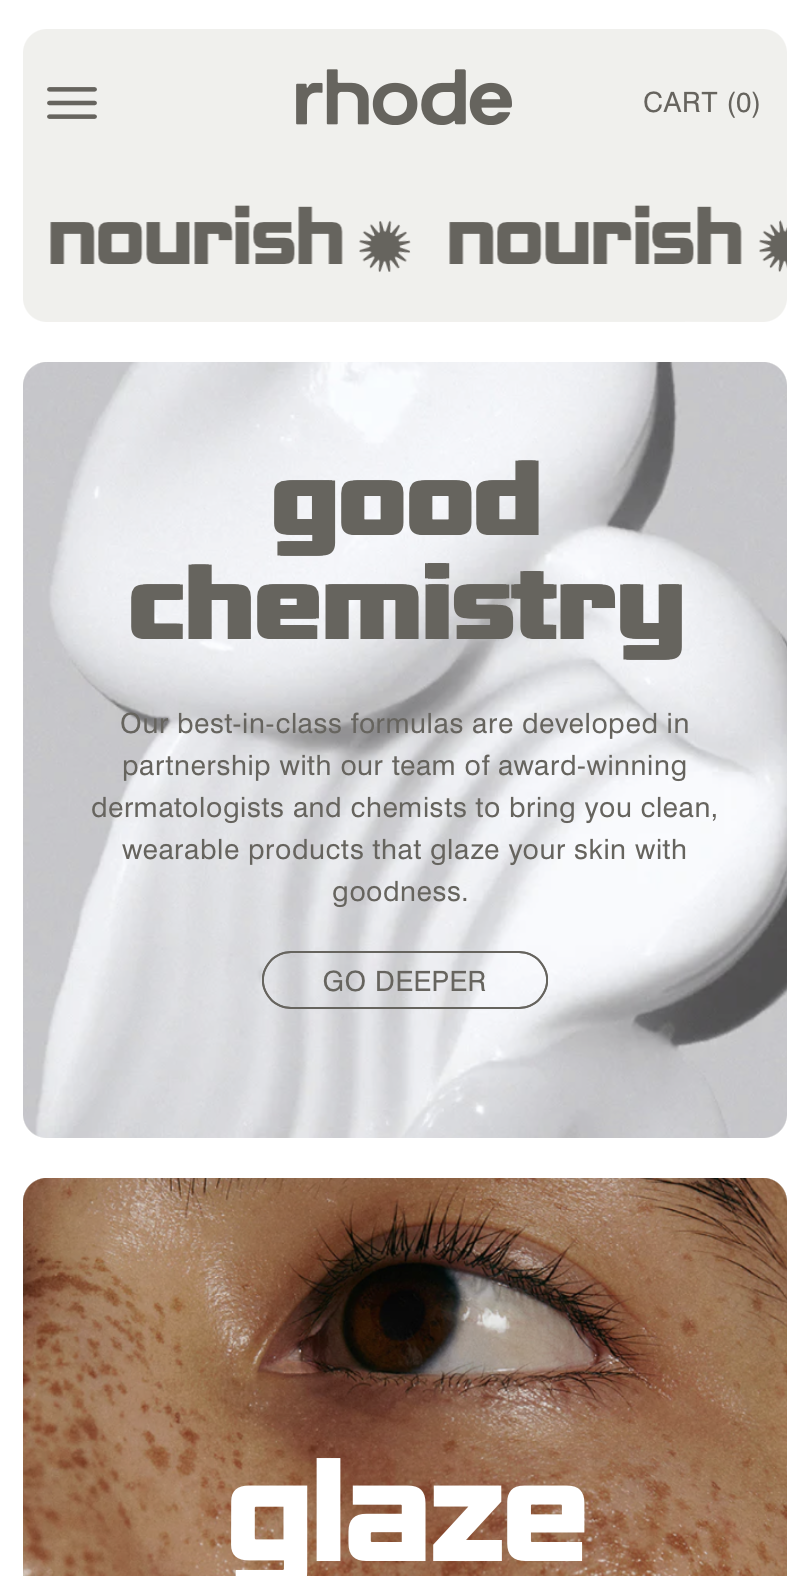 rhode
CART (0)
nourish nourish
good
chemistry
Our best-in-class formulas are developed in
partnership with our team of award-winning
dermatologists and chemists to bring you clean,
wearable products that glaze your skin with
goodness.
GO DEEPER
glaze